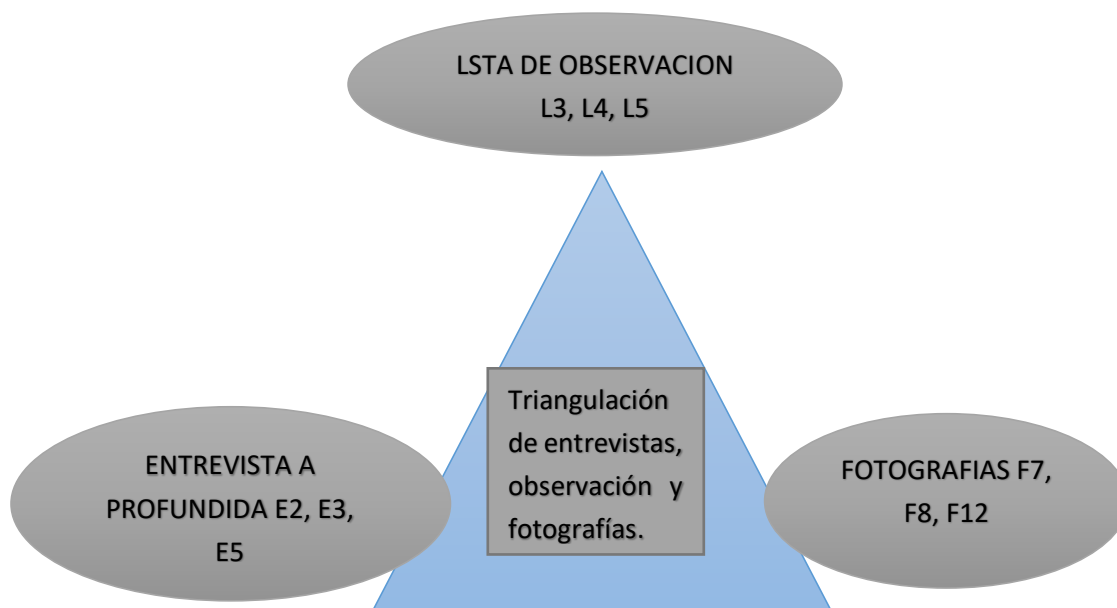 LSTA DE OBSERVACION
L3, L4, L5
Triangulación
de entrevistas,
observación y
fotografías.
ENTREVISTA A
PROFUNDIDA E2, E3,
E5
FOTOGRAFIAS F7,
F8, F12